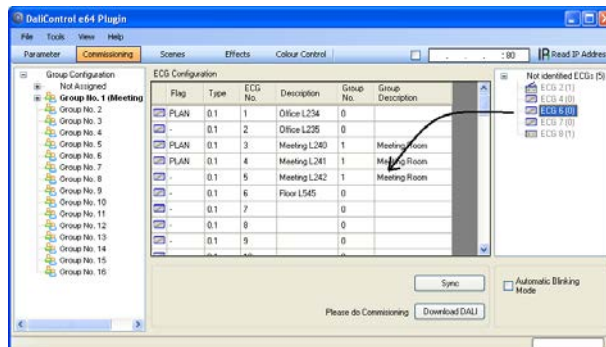 DaliControl e64 Plugin
File Tools View Help
Parameter Commissioning Scenes Effects Colour Control . . . :80 Read IP Addres
Group Configuration
Not Assigned
Group No. 1 (Meeting
Group No. 2
Group No. 3
Group No. 4
Group No. 5
Group No. 6
Group No. 7
Group No. 8
Group No. 9
Group No. 10
Group No. 11
Group No. 12
Group No. 13
Group No. 14
Group No. 15
Group No. 16
ECG Configuration
Flag Type ECG No. Description Group No. Group Description
PLAN 0.1 1 Office L234 0
- 0.1 2 Office L235 0
PLAN 0.1 3 Meeting L240 1 Meeting Room
PLAN 0.1 4 Meeting L241 1 Meeting Room
- 0.1 5 Meeting L242 1 Meeting Room
- 0.1 6 Floor L545 0
- 0.1 7 0
- 0.1 8 0
- 0.1 9 0
Sync
Please do Commisioning Download DALI
Not identified ECGs (5)
ECG 2 (1)
ECG 4 (0)
ECG 6 (0)
ECG 7 (0)
ECG 8 (1)
Automatic Blinking
Mode